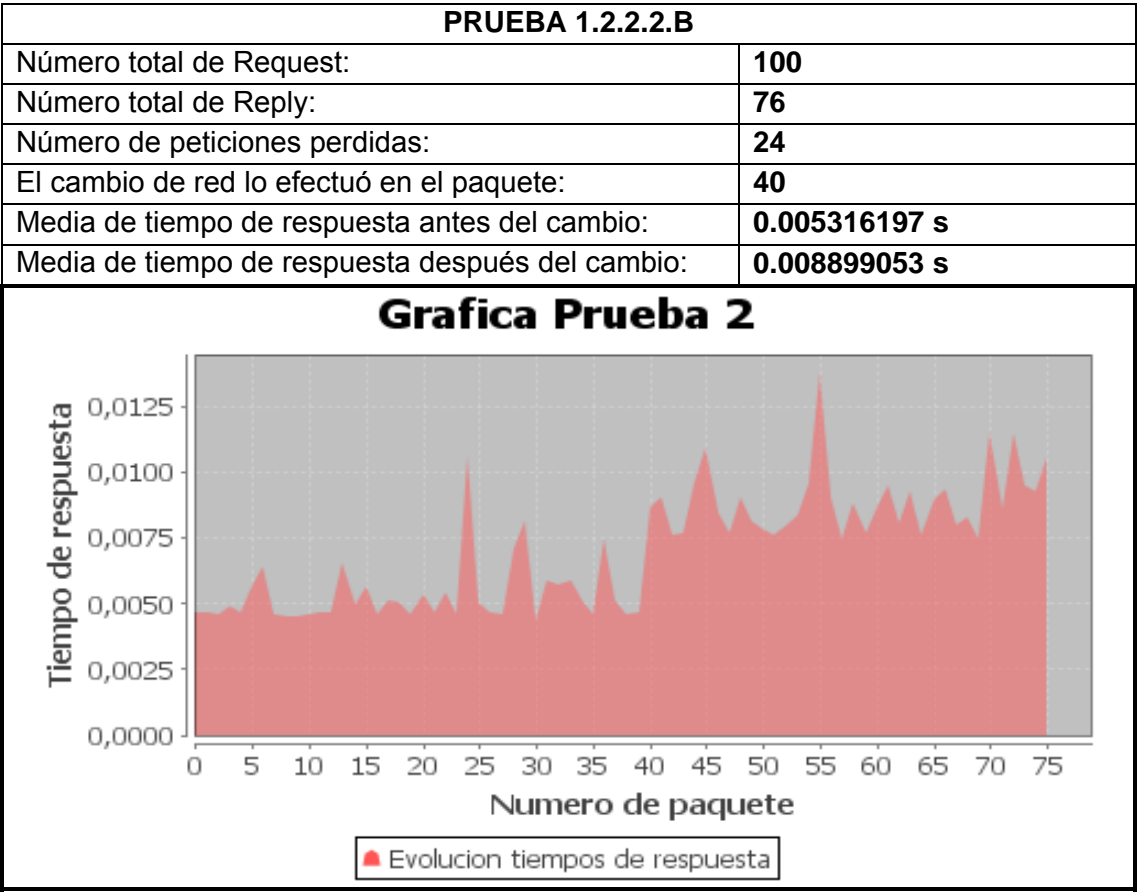 PRUEBA 1.2.2.2.B
Número total de Request: 100
Número total de Reply: 76
Número de peticiones perdidas: 24
El cambio de red lo efectuó en el paquete: 40
Media de tiempo de respuesta antes del cambio: 0.005316197 s
Media de tiempo de respuesta después del cambio: 0.008899053 s
Grafica Prueba 2
Tiempo de respuesta
0,0125
0,0100
0,0075
0,0050
0,0025
0,0000
0 5 10 15 20 25 30 35 40 45 50 55 60 65 70 75
Numero de paquete
Evolucion tiempos de respuesta